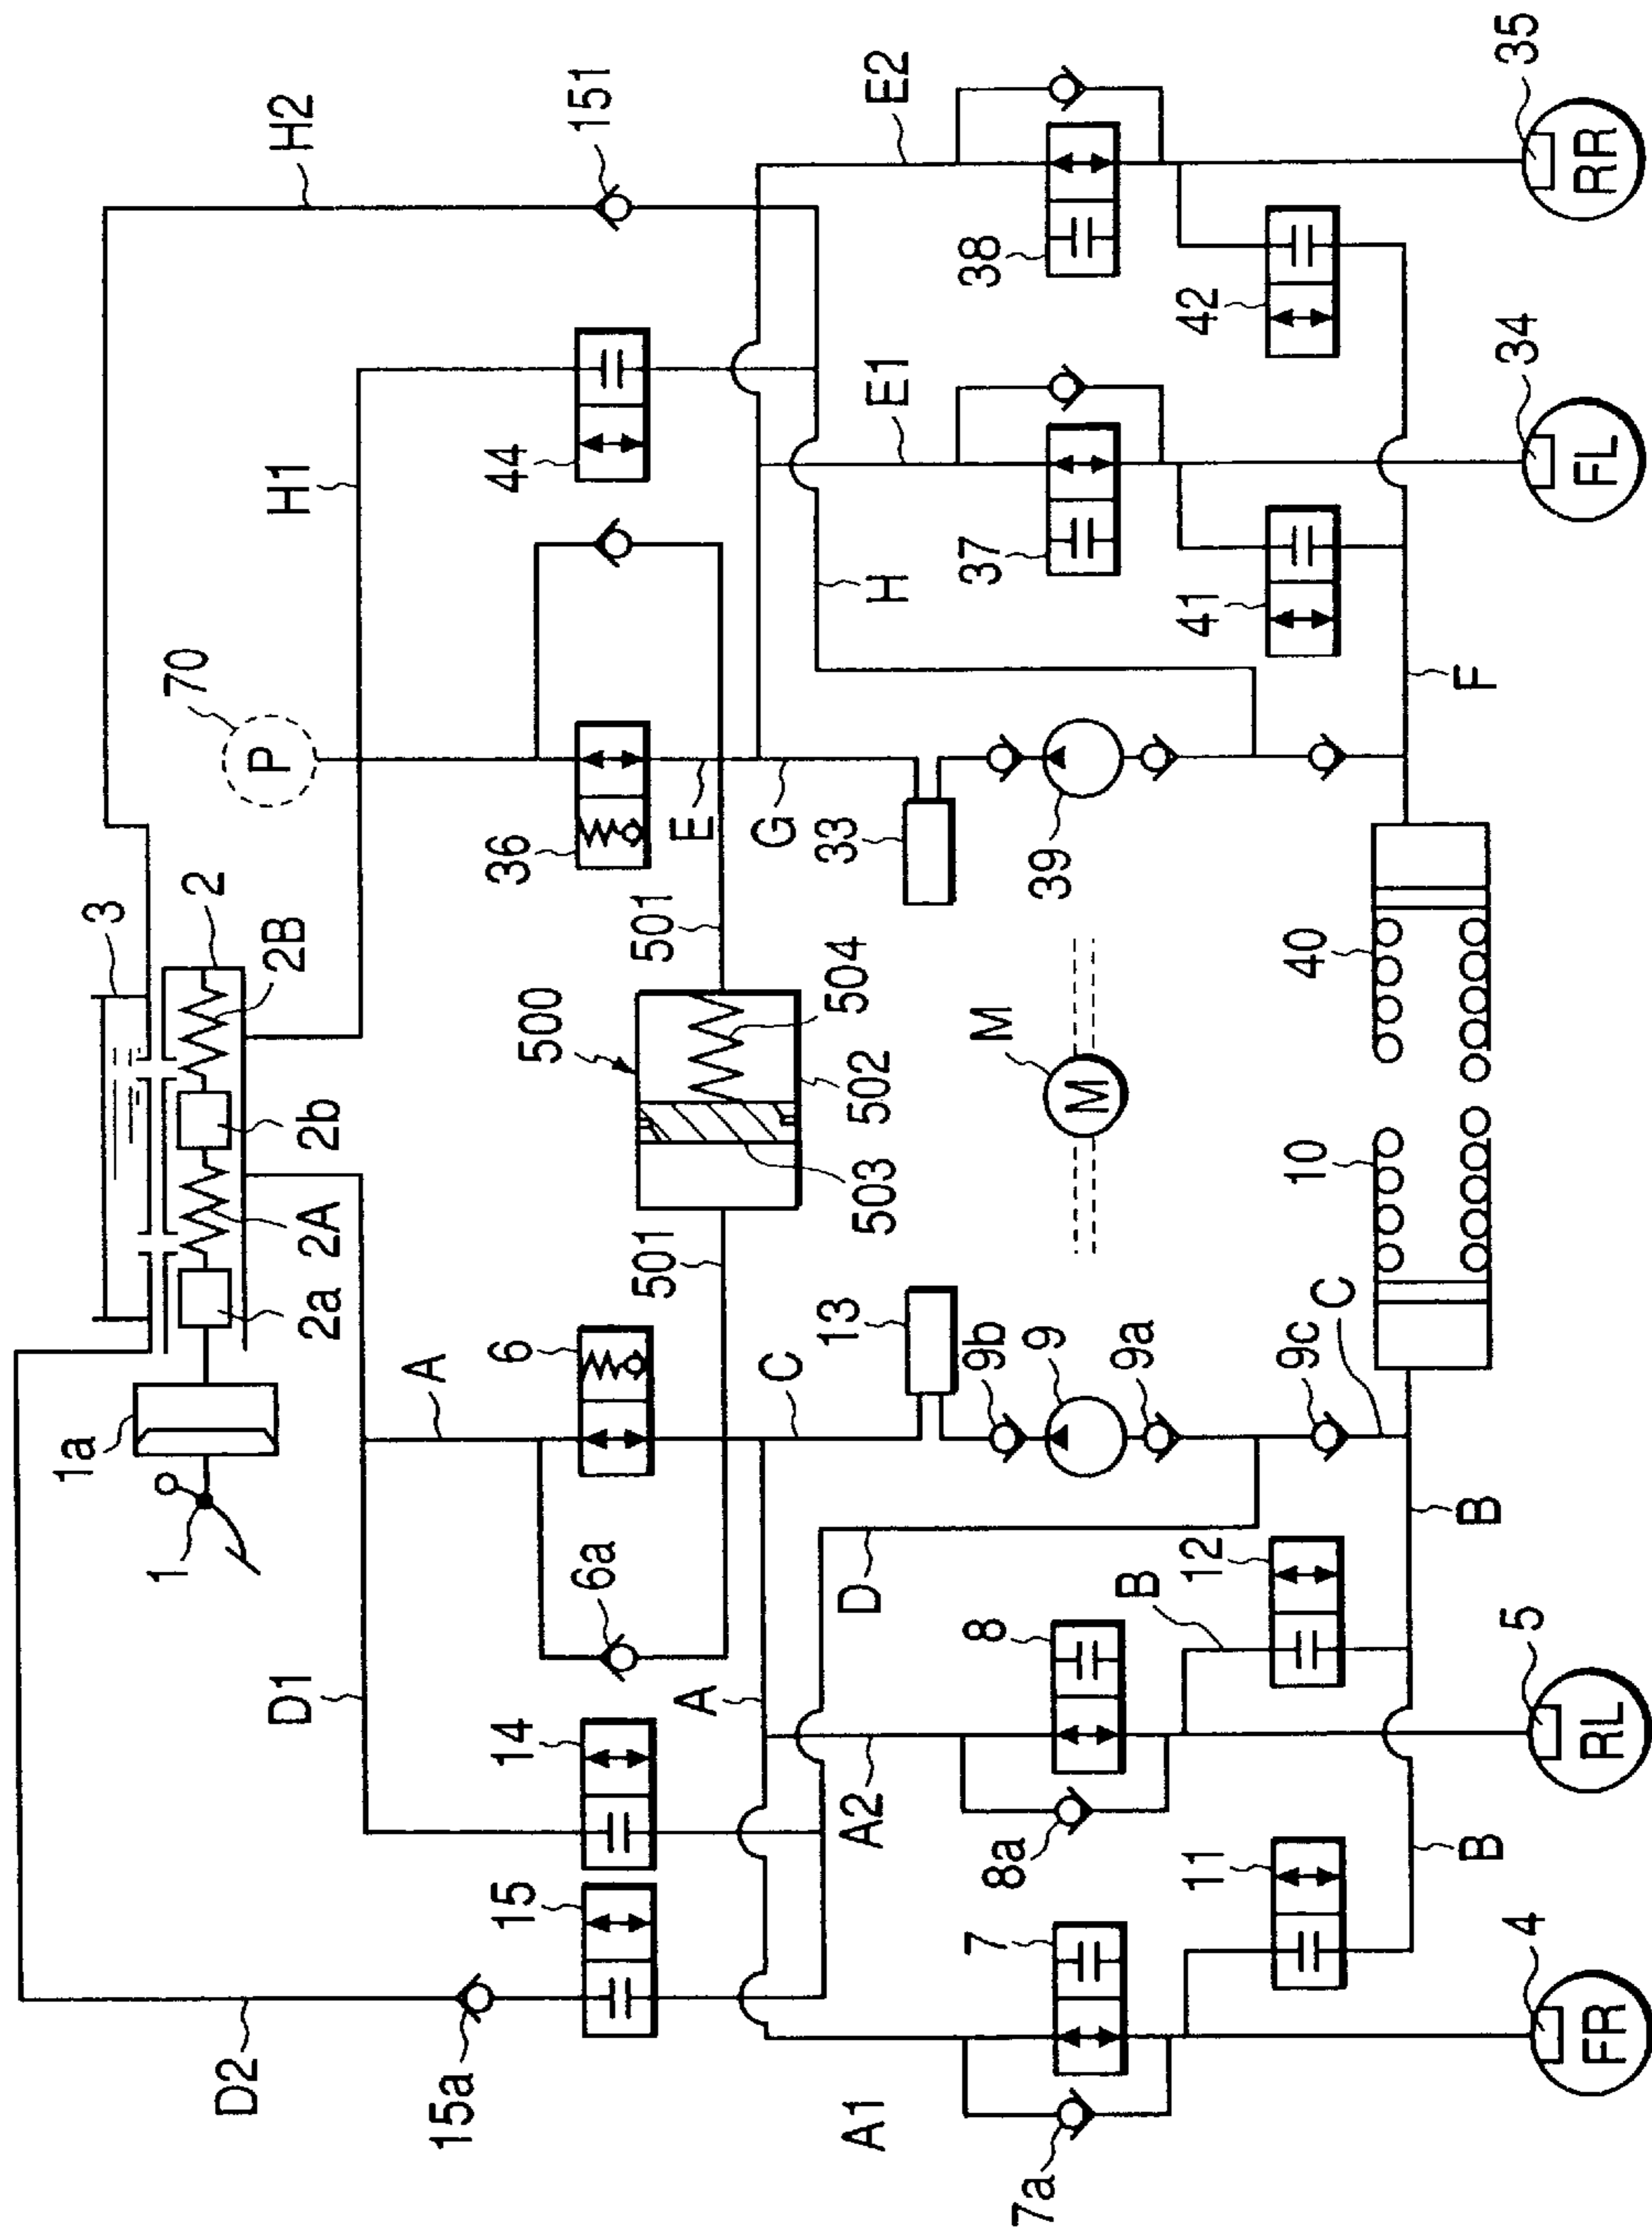 3
2
2B
2b
2A
2a
1a
1
70
P
H1
H2
151
E2
44
36
E
G
H
E1
38
42
35
RR
37
41
34
FL
F
33
39
40
500
501
504
502
503
501
M
M
10
A
6
6a
C
13
9b
9
9a
9c
C
D1
14
15
D2
15a
A
D
A2
A1
8
8a
B
12
B
5
RL
7
7a
11
B
4
FR